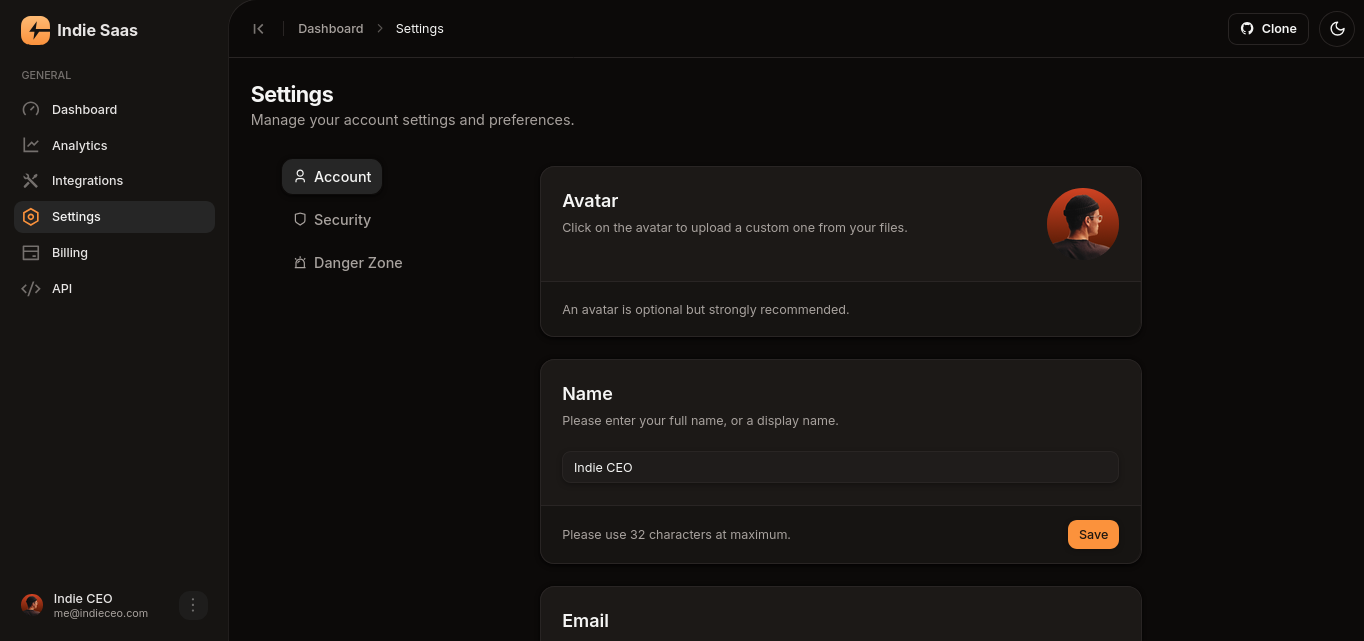 Indie Saas
GENERAL
Dashboard
Analytics
Integrations
Settings
Billing
API
Indie CEO
me@indieceo.com
Dashboard
Settings
Clone
Settings
Manage your account settings and preferences.
Account
Security
Danger Zone
Avatar
Click on the avatar to upload a custom one from your files.
An avatar is optional but strongly recommended.
Name
Please enter your full name, or a display name.
Indie CEO
Please use 32 characters at maximum.
Save
Email